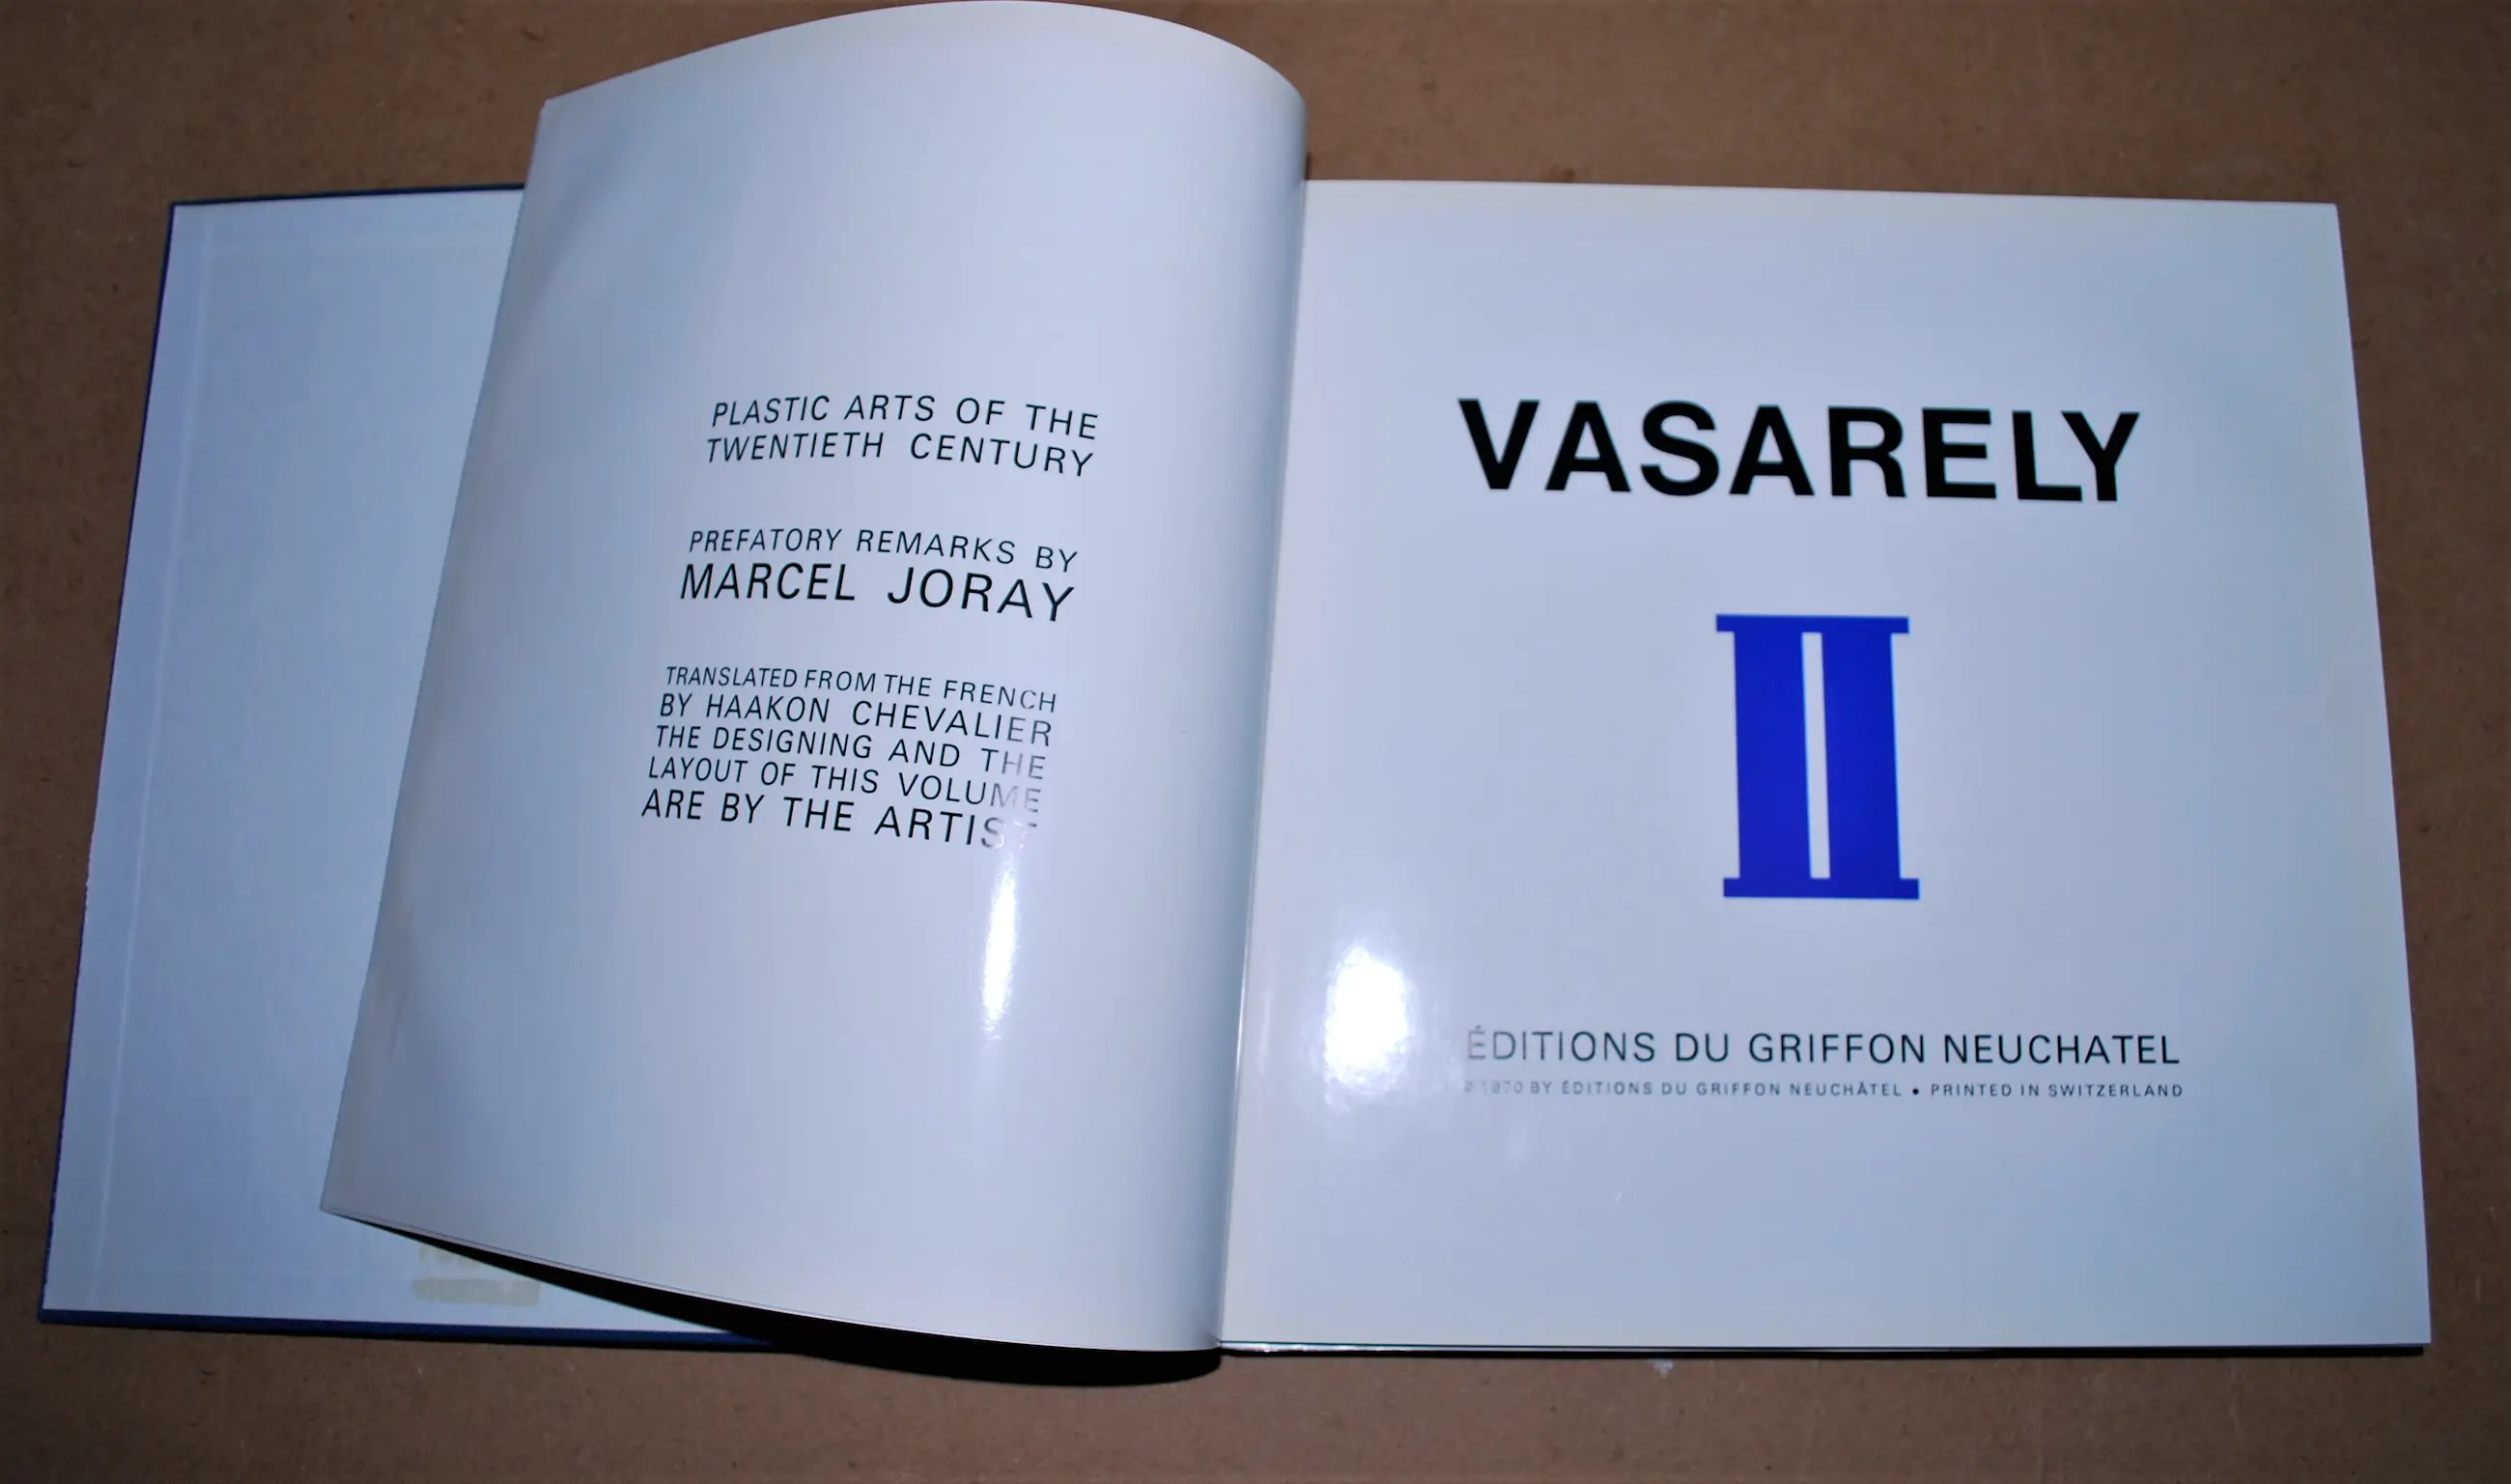 PLASTIC ARTS OF THE
TWENTIETH CENTURY
PREFATORY REMARKS BY
MARCEL JORAY
TRANSLATED FROM THE FRENCH
BY HAAKON CHEVALIER
THE DESIGNING AND THE
LAYOUT OF THIS VOLUME
ARE BY THE ARTIST
VASARELY
II
ÉDITIONS DU GRIFFON NEUCHATEL
© 1970 BY ÉDITIONS DU GRIFFON NEUCHÂTEL • PRINTED IN SWITZERLAND